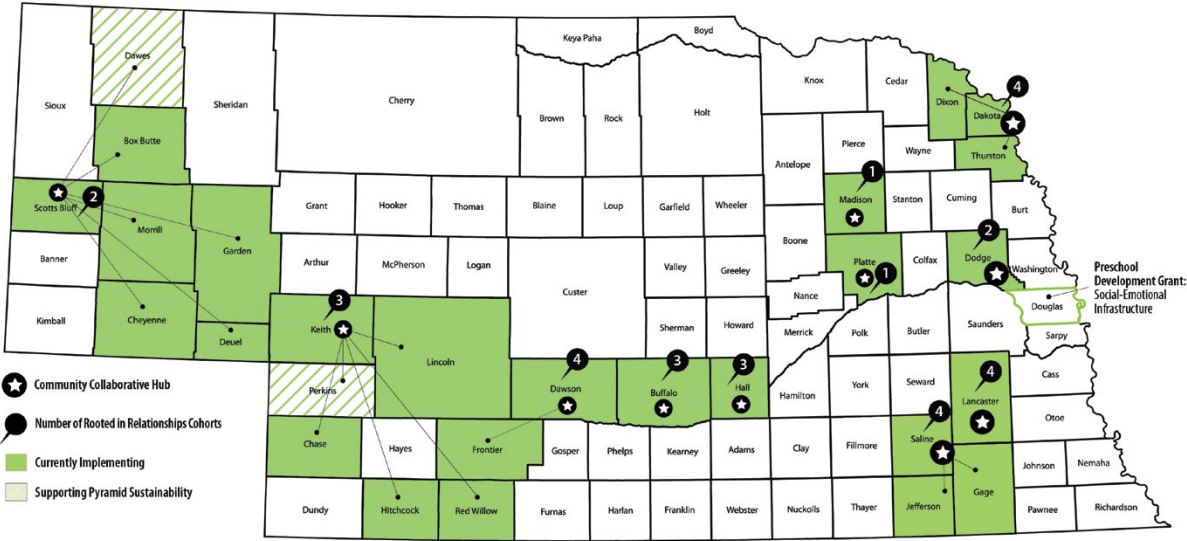 Keya Paha
Boyd
Dawes
Knox
Cedar
4
Sioux
Sheridan
Cherry
Brown
Rock
Holt
Dixon
Dakota
Box Butte
Antelope
Pierce
Wayne
Thurston
1
2
Scotts Bluff
Morrill
Garden
Grant
Hooker
Thomas
Blaine
Loup
Garfield
Wheeler
Madison
Stanton
Cuming
Burt
2
Boone
Banner
Arthur
McPherson
Logan
Valley
Greeley
Platte
1
Colfax
Dodge
Washington
Preschool
Development Grant:
Social-Emotional
Infrastructure
Custer
Nance
Douglas
3
Kimball
Cheyenne
Deuel
Keith
Sherman
Howard
Merrick
Polk
Butler
Saunders
Sarpy
Lincoln
4
3
3
Community Collaborative Hub
Perkins
Dawson
Buffalo
Hall
Hamilton
York
Seward
4
Lancaster
Cass
Number of Rooted in Relationships Cohorts
4
Otoe
Chase
Hayes
Frontier
Gosper
Phelps
Kearney
Adams
Clay
Fillmore
Saline
Currently Implementing
Johnson
Nemaha
Supporting Pyramid Sustainability
Gage
Dundy
Hitchcock
Red Willow
Furnas
Harlan
Franklin
Webster
Nuckolls
Thayer
Jefferson
Pawnee
Richardson